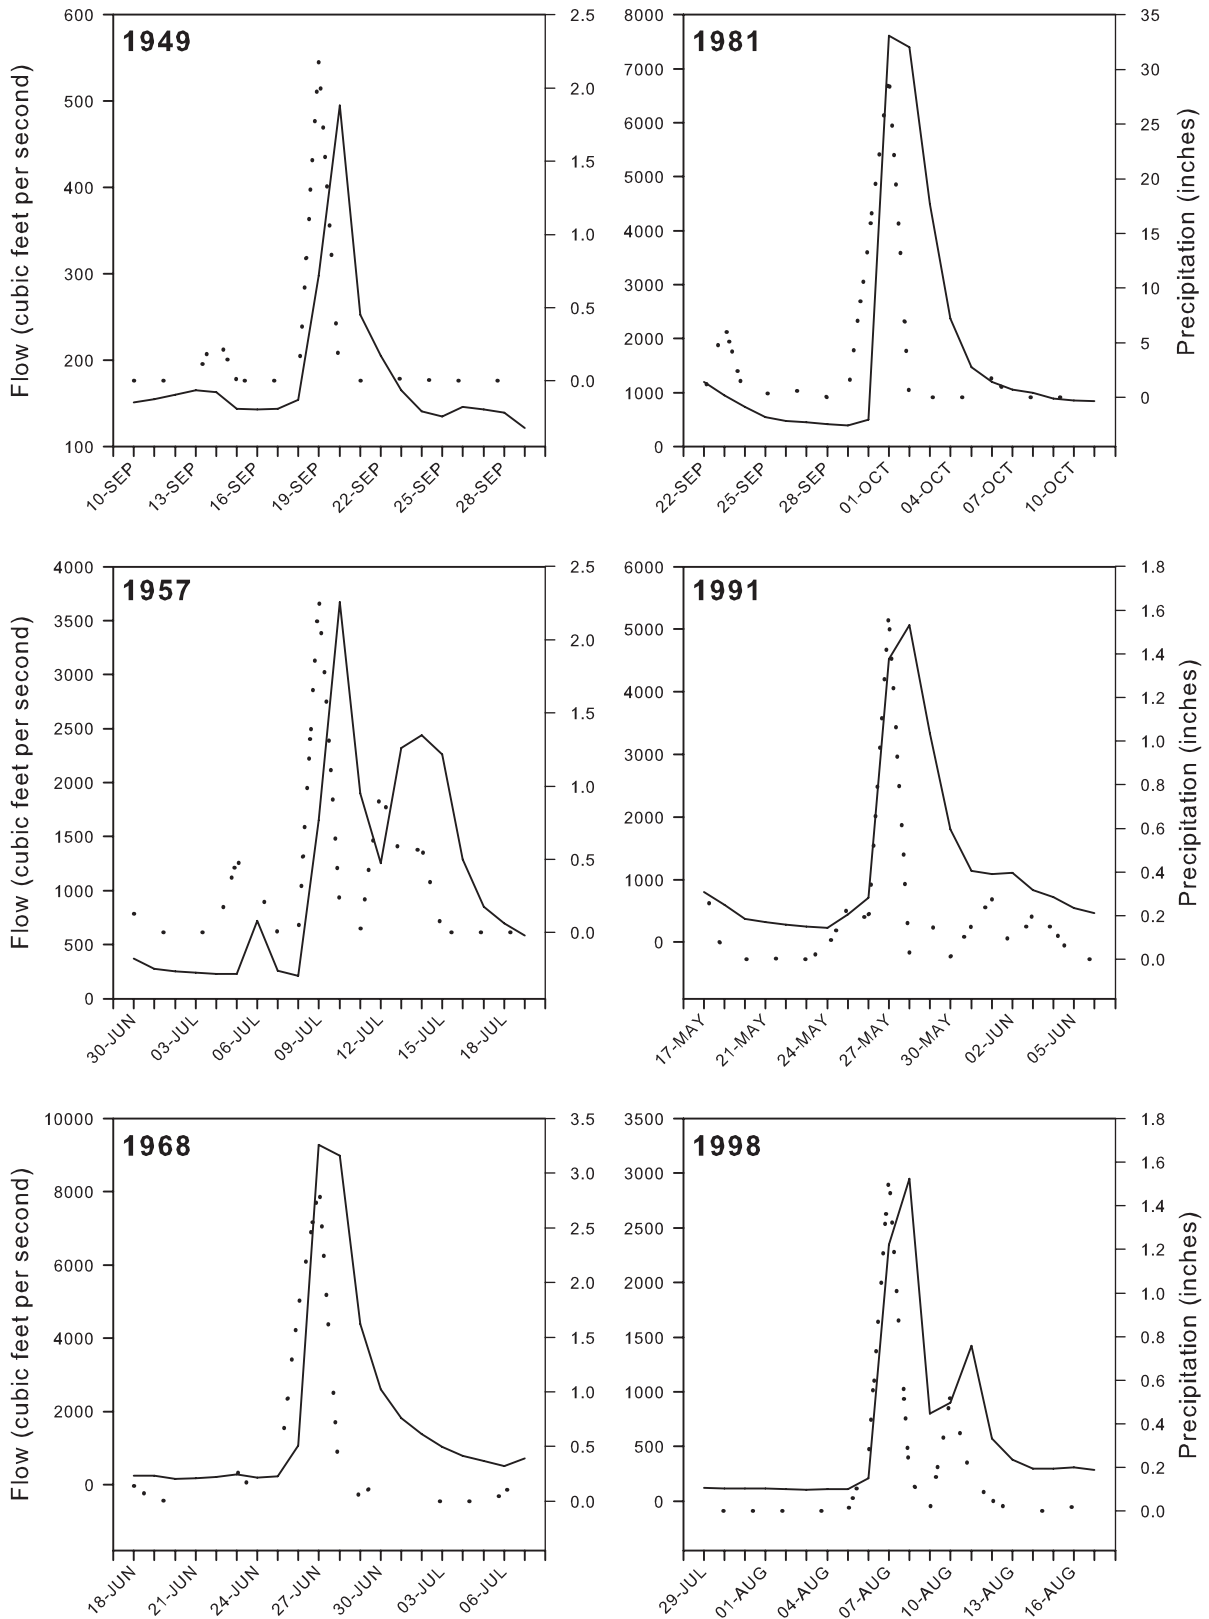 1949
Flow (cubic feet per second)
600
500
400
300
200
100
2.5
2.0
1.5
1.0
0.5
0.0
10-SEP
13-SEP
16-SEP
19-SEP
22-SEP
25-SEP
28-SEP
1981
8000
7000
6000
5000
4000
3000
2000
1000
0
35
30
25
20
15
10
5
0
Precipitation (inches)
22-SEP
25-SEP
28-SEP
01-OCT
04-OCT
07-OCT
10-OCT
1957
Flow (cubic feet per second)
4000
3500
3000
2500
2000
1500
1000
500
0
2.5
2.0
1.5
1.0
0.5
0.0
30-JUN
03-JUL
06-JUL
09-JUL
12-JUL
15-JUL
18-JUL
1991
6000
5000
4000
3000
2000
1000
0
1.8
1.6
1.4
1.2
1.0
0.8
0.6
0.4
0.2
0.0
Precipitation (inches)
17-MAY
21-MAY
24-MAY
27-MAY
30-MAY
02-JUN
05-JUN
1968
Flow (cubic feet per second)
10000
8000
6000
4000
2000
0
3.5
3.0
2.5
2.0
1.5
1.0
0.5
0.0
18-JUN
21-JUN
24-JUN
27-JUN
30-JUN
03-JUL
06-JUL
1998
3500
3000
2500
2000
1500
1000
500
0
1.8
1.6
1.4
1.2
1.0
0.8
0.6
0.4
0.2
0.0
Precipitation (inches)
29-JUL
01-AUG
04-AUG
07-AUG
10-AUG
13-AUG
16-AUG